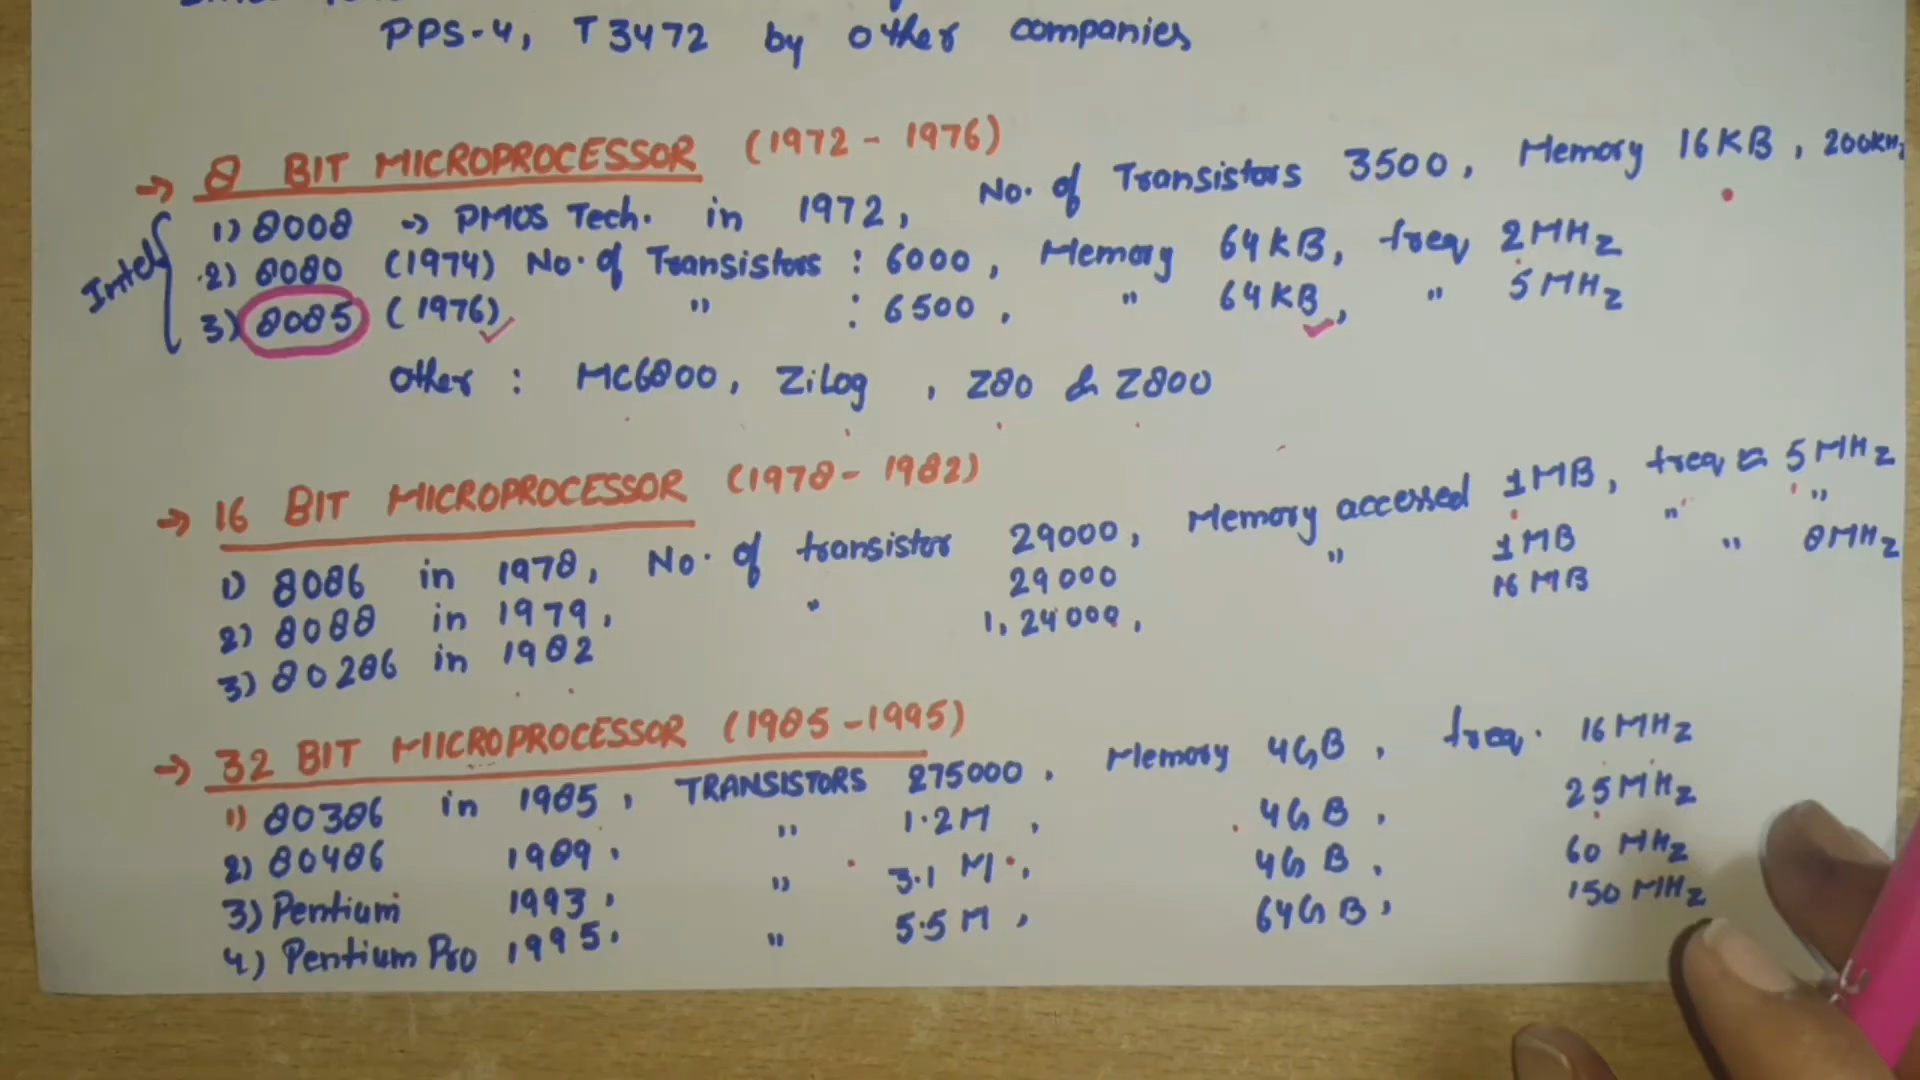 PPS-4, T3472 by other companies
→ 8 BIT MICROPROCESSOR (1972 - 1976)
Intel
1) 8008 → PMOS Tech. in 1972, No. of Transistors 3500, Memory 16KB, 200KHz
2) 8080 (1974) No. of Transistors : 6000, Memory 64KB, freq 2MHz
3) 8085 (1976) " : 6500, " 64KB, " 5MHz
Other : MC6800, Zilog, Z80 & Z800
→ 16 BIT MICROPROCESSOR (1978 - 1982)
1) 8086 in 1978, No. of transistor 29000, Memory accessed 1MB, freq = 5MHz
2) 8088 in 1979, " 29000 " 1MB " "
3) 80286 in 1982 1,24000, 16MB " 8MHz
→ 32 BIT MIICROPROCESSOR (1985-1995)
1) 80386 in 1985, TRANSISTORS 275000, Memory 4GB, freq. 16MHz
2) 80486 1989, " 1.2M, 4GB, 25MHz
3) Pentium 1993, " 3.1 M, 4GB, 60 MHz
4) Pentium Pro 1995, " 5.5M, 64GB, 150MHz